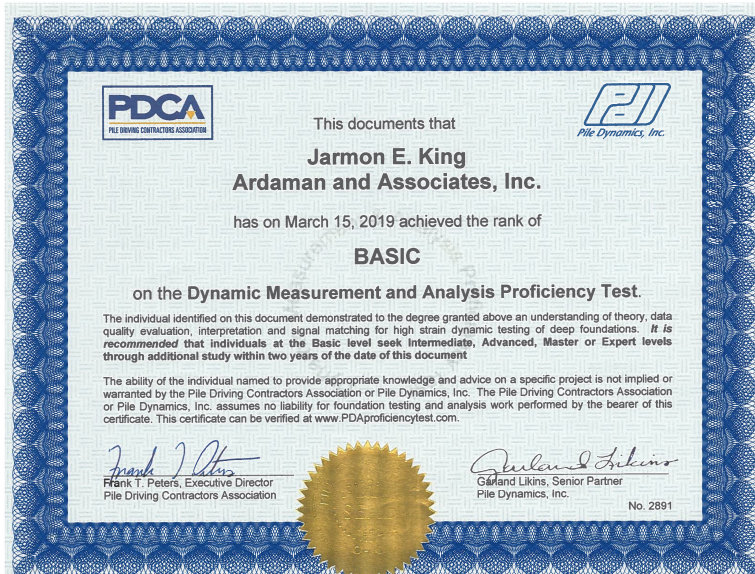 PDCA
PILE DRIVING CONTRACTORS ASSOCIATION
PDI
Pile Dynamics, Inc.
This documents that
Jarmon E. King
Ardaman and Associates, Inc.
has on March 15, 2019 achieved the rank of
BASIC
on the Dynamic Measurement and Analysis Proficiency Test.
The individual identified on this document demonstrated to the degree granted above an understanding of theory, data
quality evaluation, interpretation and signal matching for high strain dynamic testing of deep foundations. It is
recommended that individuals at the Basic level seek Intermediate, Advanced, Master or Expert levels
through additional study within two years of the date of this document
The ability of the individual named to provide appropriate knowledge and advice on a specific project is not implied or
warranted by the Pile Driving Contractors Association or Pile Dynamics, Inc. The Pile Driving Contractors Association
or Pile Dynamics, Inc. assumes no liability for foundation testing and analysis work performed by the bearer of this
certificate. This certificate can be verified at www.PDAproficiencytest.com.
Frank T. Peters
Garland Likins
Frank T. Peters, Executive Director
Pile Driving Contractors Association
Garland Likins, Senior Partner
Pile Dynamics, Inc.
No. 2891